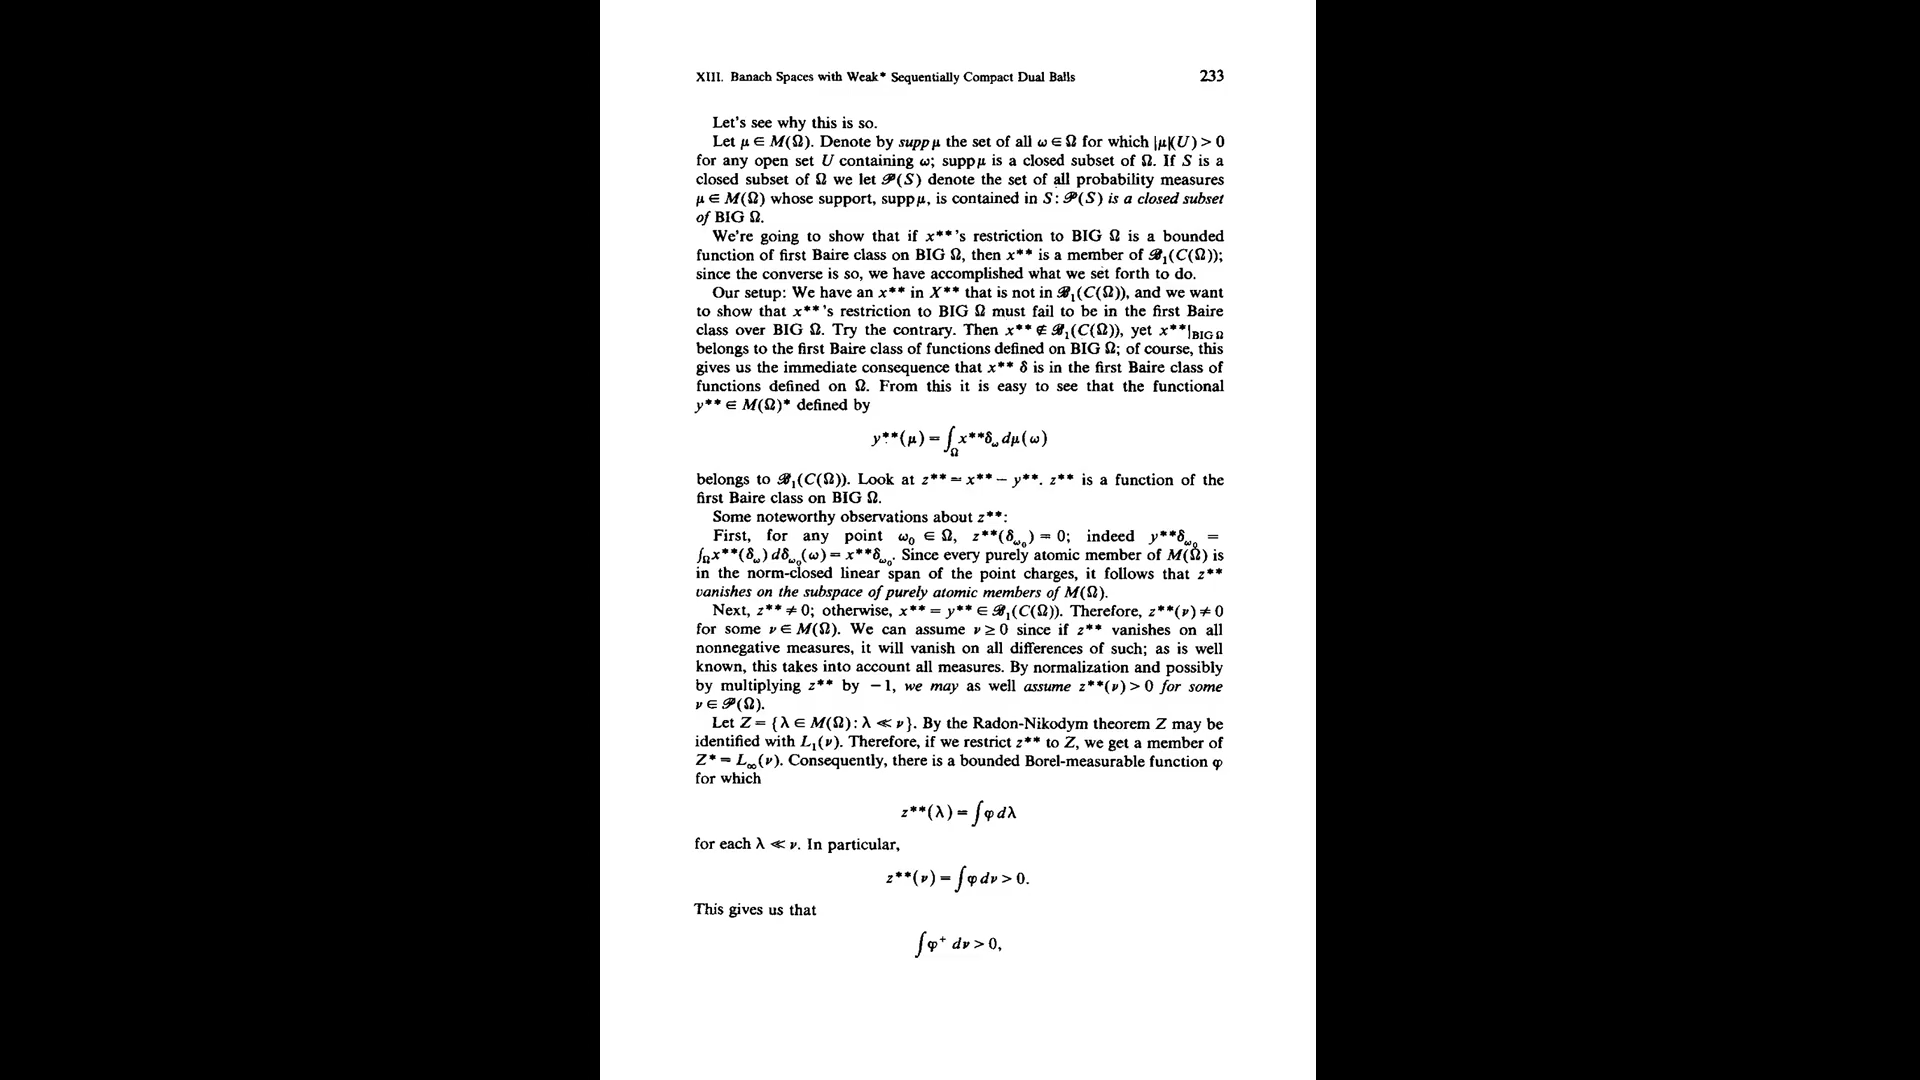 XIII. Banach Spaces with Weak* Sequentially Compact Dual Balls 233
Let's see why this is so.
Let μ ∈ M(Ω). Denote by supp μ the set of all ω ∈ Ω for which |μ|(U) > 0
for any open set U containing ω; supp μ is a closed subset of Ω. If S is a
closed subset of Ω we let 𝒫(S) denote the set of all probability measures
μ ∈ M(Ω) whose support, supp μ, is contained in S: 𝒫(S) is a closed subset
of BIG Ω.
We're going to show that if x**'s restriction to BIG Ω is a bounded
function of first Baire class on BIG Ω, then x** is a member of ℬ₁(C(Ω));
since the converse is so, we have accomplished what we set forth to do.
Our setup: We have an x** in X** that is not in ℬ₁(C(Ω)), and we want
to show that x**'s restriction to BIG Ω must fail to be in the first Baire
class over BIG Ω. Try the contrary. Then x** ∉ ℬ₁(C(Ω)), yet x**|BIG Ω
belongs to the first Baire class of functions defined on BIG Ω; of course, this
gives us the immediate consequence that x** δ is in the first Baire class of
functions defined on Ω. From this it is easy to see that the functional
y** ∈ M(Ω)* defined by
y**(μ) = ∫_Ω x**δ_ω dμ(ω)
belongs to ℬ₁(C(Ω)). Look at z** = x** − y**. z** is a function of the
first Baire class on BIG Ω.
Some noteworthy observations about z**:
First, for any point ω₀ ∈ Ω, z**(δ_ω₀) = 0; indeed y**δ_ω₀ =
∫_Ω x**(δ_ω) dδ_ω₀(ω) = x**δ_ω₀. Since every purely atomic member of M(Ω) is
in the norm-closed linear span of the point charges, it follows that z**
vanishes on the subspace of purely atomic members of M(Ω).
Next, z** ≠ 0; otherwise, x** = y** ∈ ℬ₁(C(Ω)). Therefore, z**(ν) ≠ 0
for some ν ∈ M(Ω). We can assume ν ≥ 0 since if z** vanishes on all
nonnegative measures, it will vanish on all differences of such; as is well
known, this takes into account all measures. By normalization and possibly
by multiplying z** by −1, we may as well assume z**(ν) > 0 for some
ν ∈ 𝒫(Ω).
Let Z = {λ ∈ M(Ω): λ ≪ ν}. By the Radon-Nikodym theorem Z may be
identified with L₁(ν). Therefore, if we restrict z** to Z, we get a member of
Z* = L_∞(ν). Consequently, there is a bounded Borel-measurable function φ
for which
z**(λ) = ∫φ dλ
for each λ ≪ ν. In particular,
z**(ν) = ∫φ dν > 0.
This gives us that
∫φ⁺ dν > 0,